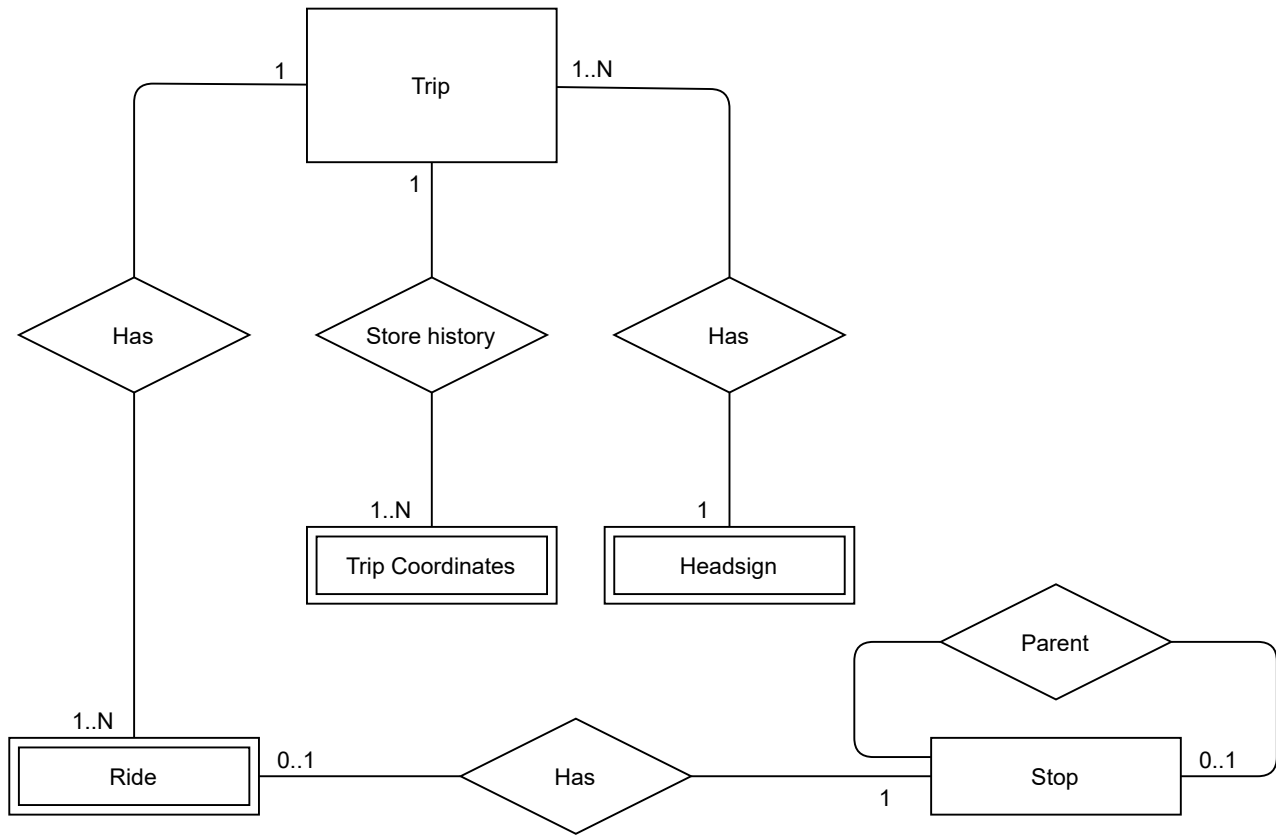 1
Trip
1..N
1
Has
Store history
Has
1..N
1
Trip Coordinates
Headsign
Parent
1..N
Ride
0..1
Has
1
Stop
0..1